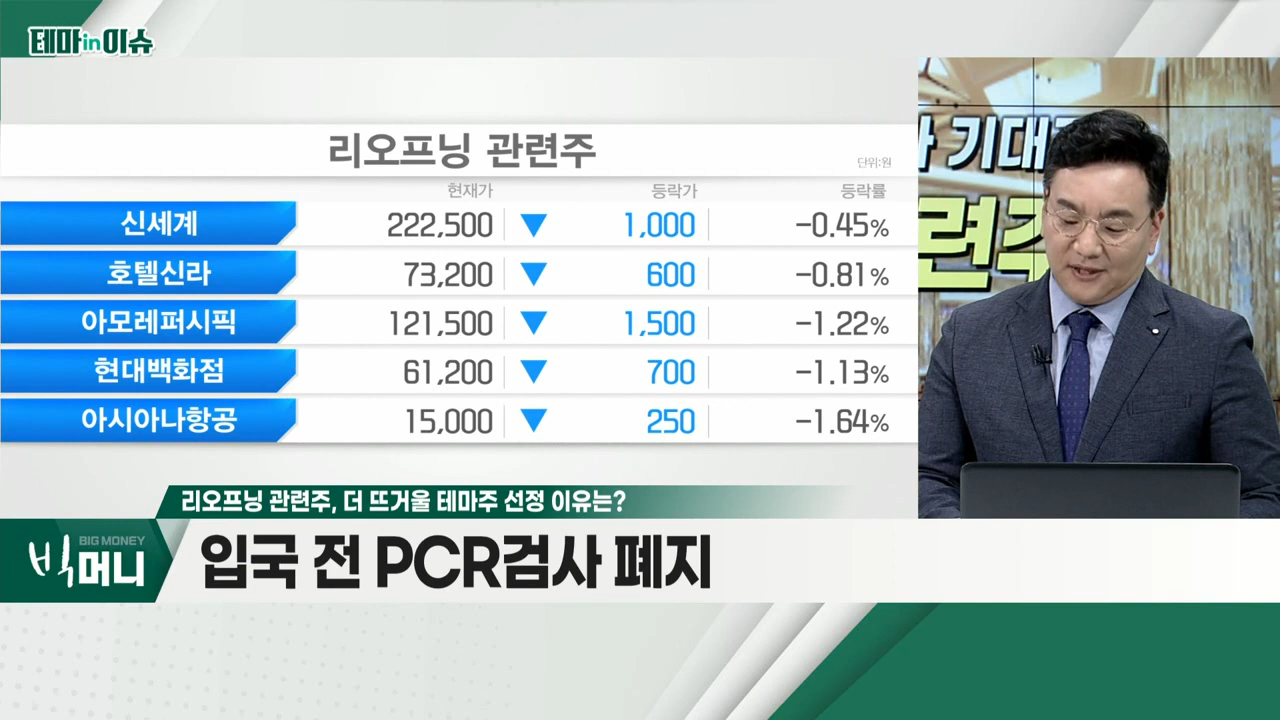 테마in이슈
리오프닝 관련주
단위:원
현재가 등락가 등락률
신세계 222,500 ▼ 1,000 -0.45%
호텔신라 73,200 ▼ 600 -0.81%
아모레퍼시픽 121,500 ▼ 1,500 -1.22%
현대백화점 61,200 ▼ 700 -1.13%
아시아나항공 15,000 ▼ 250 -1.64%
기대
련주
리오프닝 관련주, 더 뜨거울 테마주 선정 이유는?
BIG MONEY
빅머니
입국 전 PCR검사 폐지